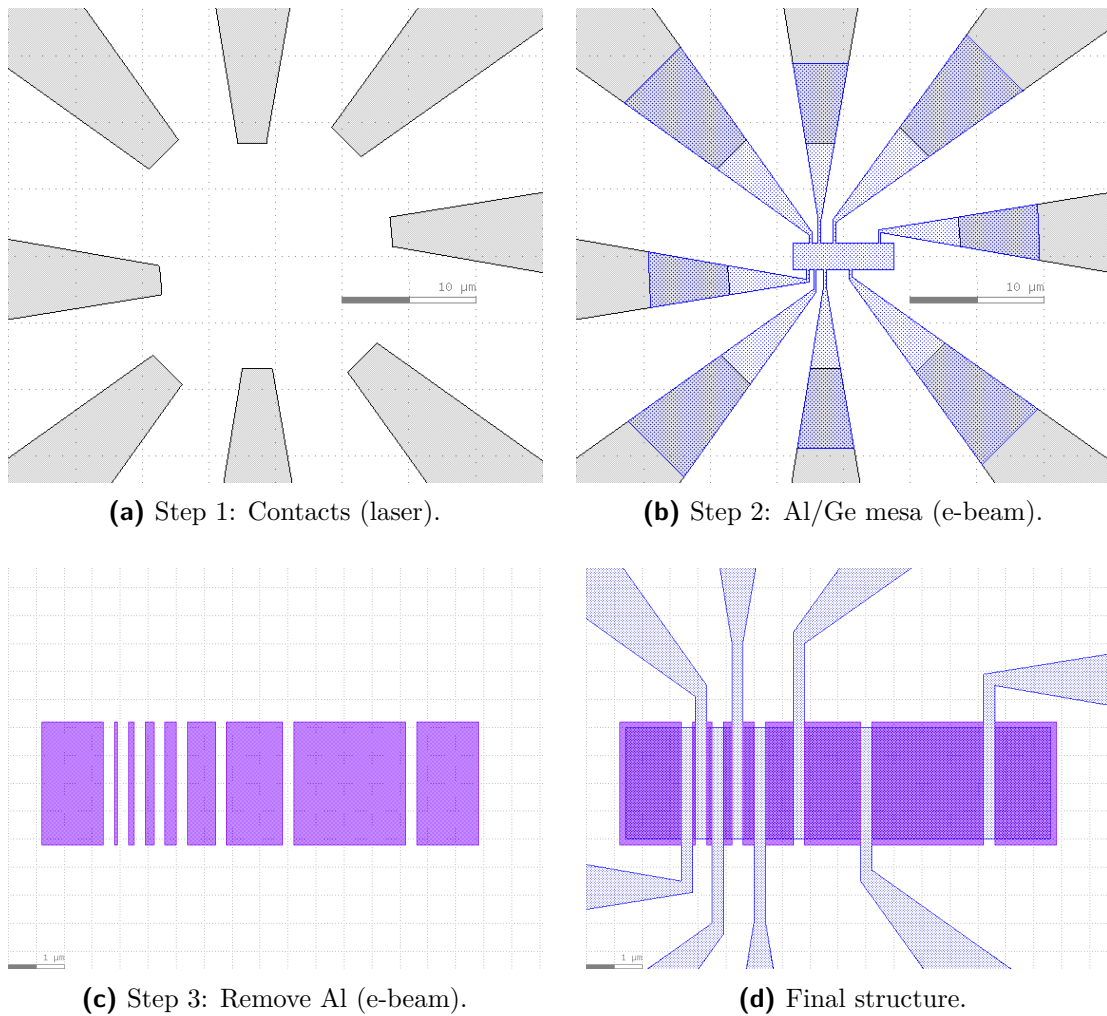 10 μm
10 μm
(a) Step 1: Contacts (laser).
(b) Step 2: Al/Ge mesa (e-beam).
1 μm
1 μm
(c) Step 3: Remove Al (e-beam).
(d) Final structure.